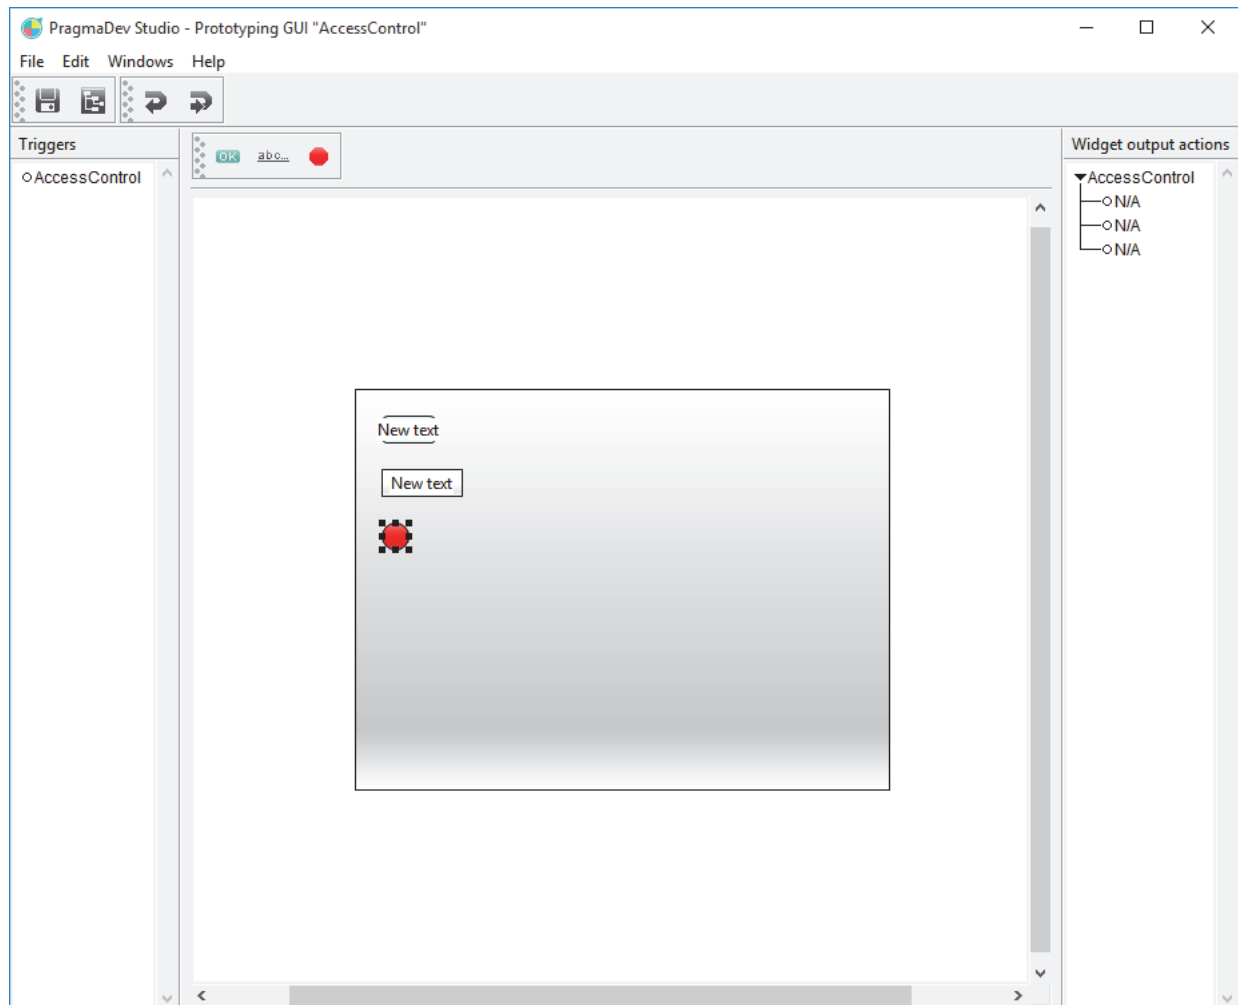 PragmaDev Studio - Prototyping GUI "AccessControl"
File Edit Windows Help
Triggers
AccessControl
OK abc...
Widget output actions
AccessControl
N/A
N/A
N/A
New text
New text